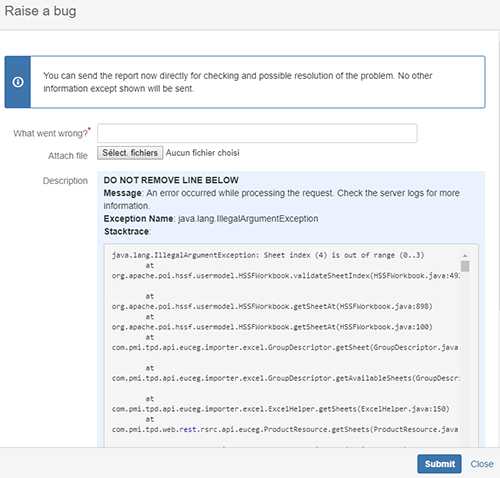 Raise a bug
You can send the report now directly for checking and possible resolution of the problem. No other
information except shown will be sent.
What went wrong?*
Attach file Sélect. fichiers Aucun fichier choisi
Description DO NOT REMOVE LINE BELOW
Message: An error occurred while processing the request. Check the server logs for more
information.
Exception Name: java.lang.IllegalArgumentException
Stacktrace:
java.lang.IllegalArgumentException: Sheet index (4) is out of range (0..3)
at
org.apache.poi.hssf.usermodel.HSSFWorkbook.validateSheetIndex(HSSFWorkbook.java:49
at
org.apache.poi.hssf.usermodel.HSSFWorkbook.getSheetAt(HSSFWorkbook.java:898)
at
org.apache.poi.hssf.usermodel.HSSFWorkbook.getSheetAt(HSSFWorkbook.java:100)
at
com.pmi.tpd.api.euceg.importer.excel.GroupDescriptor.getSheet(GroupDescriptor.java
at
com.pmi.tpd.api.euceg.importer.excel.GroupDescriptor.getAvailableSheets(GroupDescr
at
com.pmi.tpd.api.euceg.importer.excel.ExcelHelper.getSheets(ExcelHelper.java:150)
at
com.pmi.tpd.web.rest.rsrc.api.euceg.ProductResource.getSheets(ProductResource.java
Submit Close